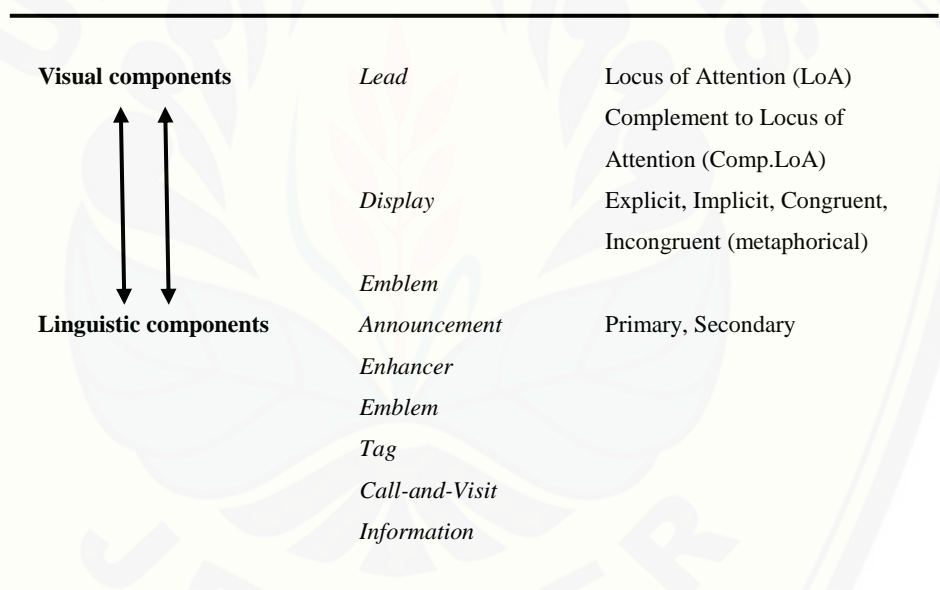 Visual components Lead Locus of Attention (LoA)
Complement to Locus of
Attention (Comp.LoA)
Display Explicit, Implicit, Congruent,
Incongruent (metaphorical)
Emblem
Linguistic components Announcement Primary, Secondary
Enhancer
Emblem
Tag
Call-and-Visit
Information